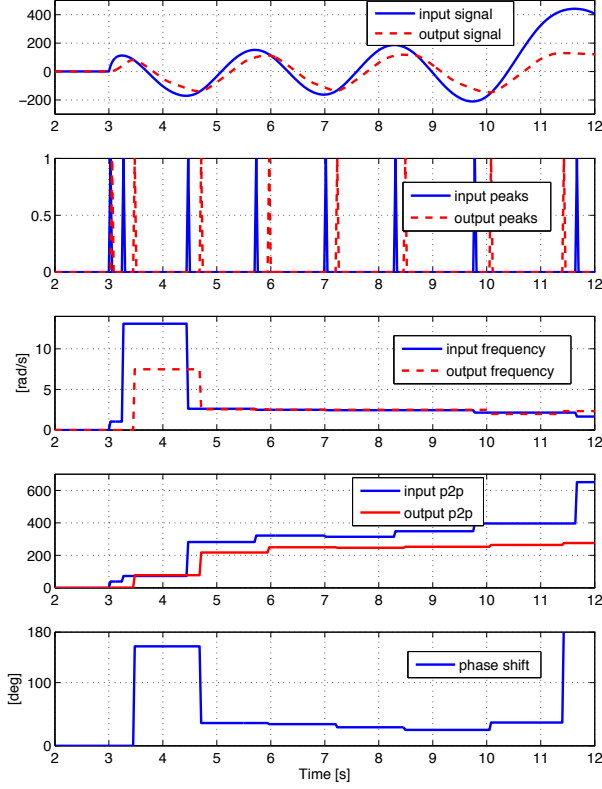 400
200
0
−200
input signal
output signal
2 3 4 5 6 7 8 9 10 11 12
1
0.5
0
input peaks
output peaks
2 3 4 5 6 7 8 9 10 11 12
[rad/s]
10
5
0
input frequency
output frequency
2 3 4 5 6 7 8 9 10 11 12
600
400
200
0
input p2p
output p2p
2 3 4 5 6 7 8 9 10 11 12
[deg]
180
100
0
phase shift
2 3 4 5 6 7 8 9 10 11 12
Time [s]